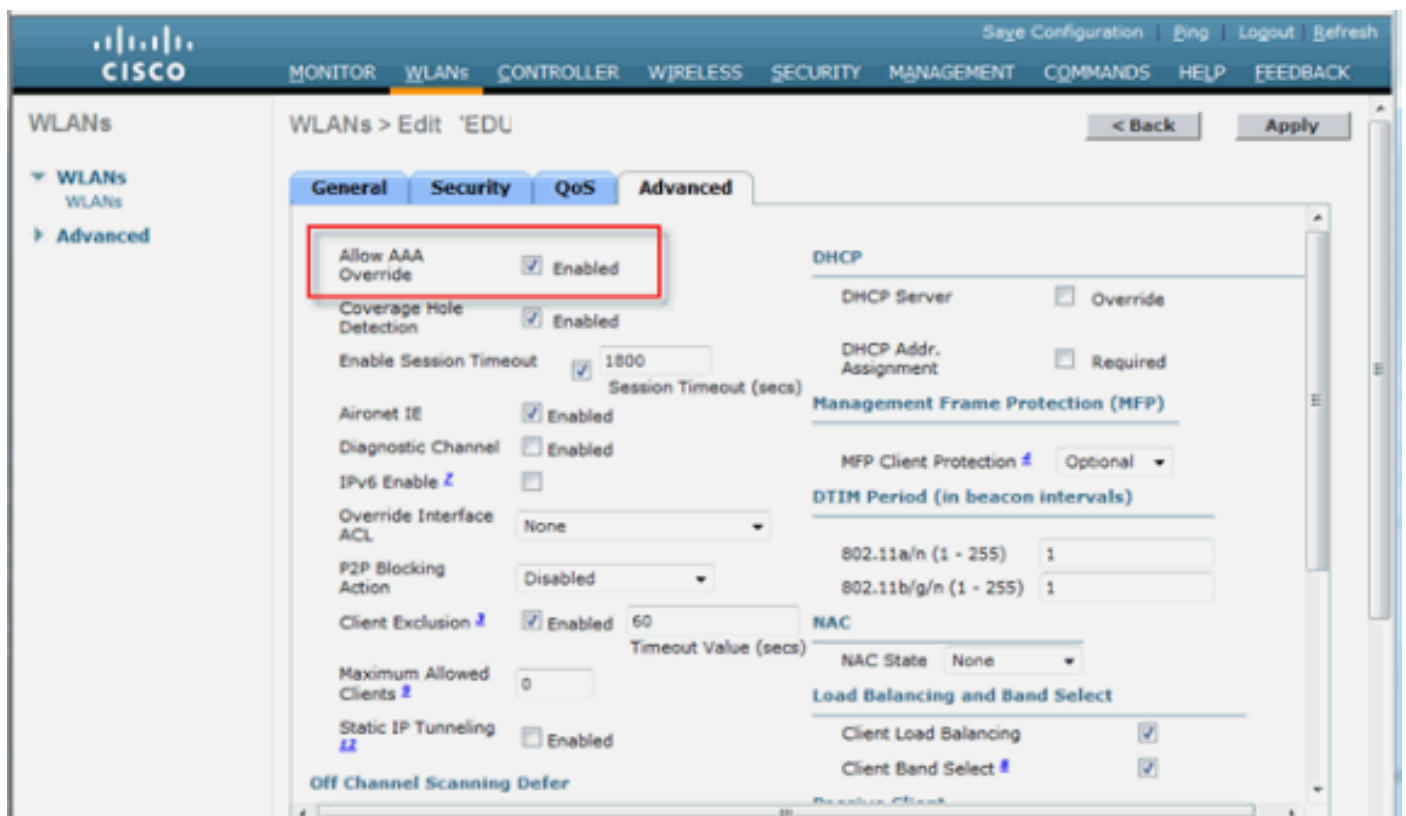 Save Configuration | Ping | Logout | Refresh
CISCO
MONITOR WLANs CONTROLLER WIRELESS SECURITY MANAGEMENT COMMANDS HELP FEEDBACK
WLANs
WLANs
WLANs
Advanced
WLANs > Edit 'EDU
< Back Apply
General Security QoS Advanced
Allow AAA
Override
Enabled
Coverage Hole
Detection
Enabled
Enable Session Timeout
1800
Session Timeout (secs)
Aironet IE Enabled
Diagnostic Channel Enabled
IPv6 Enable 7
Override Interface
ACL
None
P2P Blocking
Action
Disabled
Client Exclusion 3 Enabled 60
Timeout Value (secs)
Maximum Allowed
Clients
0
Static IP Tunneling
12
Enabled
Off Channel Scanning Defer
DHCP
DHCP Server Override
DHCP Addr.
Assignment
Required
Management Frame Protection (MFP)
MFP Client Protection 4 Optional
DTIM Period (in beacon intervals)
802.11a/n (1 - 255) 1
802.11b/g/n (1 - 255) 1
NAC
NAC State None
Load Balancing and Band Select
Client Load Balancing
Client Band Select
Passive Client